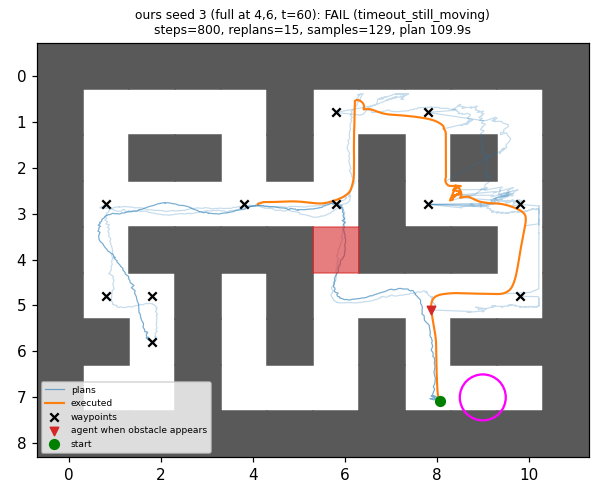 ours seed 3 (full at 4,6, t=60): FAIL (timeout_still_moving)
steps=800, replans=15, samples=129, plan 109.9s
0
1
2
3
4
5
6
7
8
plans
executed
waypoints
agent when obstacle appears
start
0 2 4 6 8 10